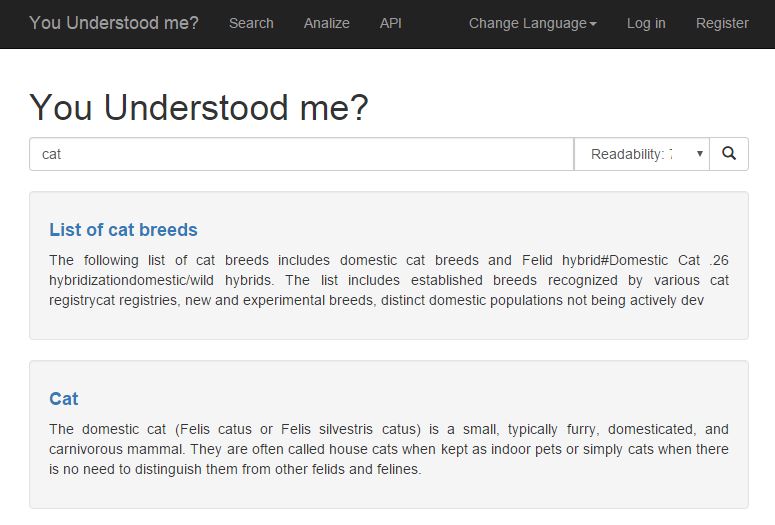 You Understood me? Search Analize API Change Language Log in Register
You Understood me?
cat Readability:
List of cat breeds
The following list of cat breeds includes domestic cat breeds and Felid hybrid#Domestic Cat .26
hybridizationdomestic/wild hybrids. The list includes established breeds recognized by various cat
registrycat registries, new and experimental breeds, distinct domestic populations not being actively dev
Cat
The domestic cat (Felis catus or Felis silvestris catus) is a small, typically furry, domesticated, and
carnivorous mammal. They are often called house cats when kept as indoor pets or simply cats when there
is no need to distinguish them from other felids and felines.